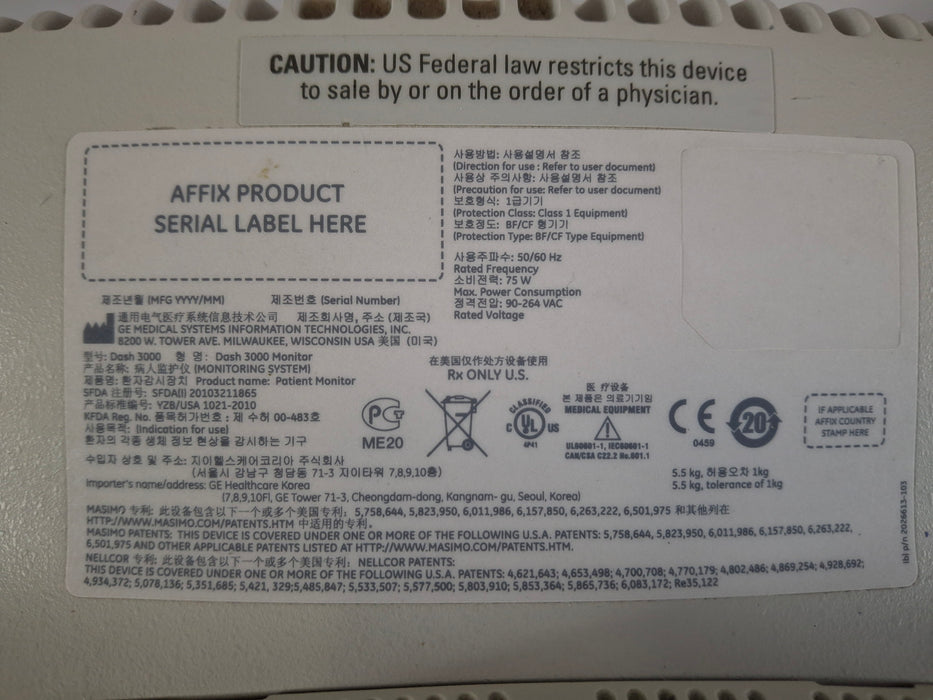 CAUTION: US Federal law restricts this device
to sale by or on the order of a physician.
AFFIX PRODUCT
SERIAL LABEL HERE
사용방법: 사용설명서 참조
(Direction for use : Refer to user document)
사용상 주의사항: 사용설명서 참조
(Precaution for use: Refer to user document)
보호형식: 1급기기
(Protection Class: Class 1 Equipment)
보호정도: BF/CF 형기기
(Protection Type: BF/CF Type Equipment)
사용주파수: 50/60 Hz
Rated Frequency
소비전력: 75 W
Max. Power Consumption
정격전압: 90-264 VAC
Rated Voltage
제조년월 (MFG YYYY/MM) 제조번호 (Serial Number)
通用电气医疗系统信息技术公司 제조회사명, 주소 (제조국)
GE MEDICAL SYSTEMS INFORMATION TECHNOLOGIES, INC.
8200 W. TOWER AVE. MILWAUKEE, WISCONSIN USA 美国 (미국)
型号: Dash 3000 형 명: Dash 3000 Monitor
产品名称: 病人监护仪 (MONITORING SYSTEM)
제품명: 환자감시장치 Product name: Patient Monitor
SFDA 注册号: SFDA(I) 20103211865
产品标准编号: YZB/USA 1021-2010
KFDA Reg. No. 품목허가번호 : 제 수허 00-483호
사용목적: (Indication for use)
환자의 각종 생체 정보 현상을 감시하는 기구
在美国仅作处方设备使用
Rx ONLY U.S.
PCT
ME20
CLASSIFIED
C UL US
4P41
医 疗设备
본 제품은 의료기기임
MEDICAL EQUIPMENT
UL60601-1, IEC60601-1
CAN/CSA C22.2 No.601.1
CE
0459
20
IF APPLICABLE
AFFIX COUNTRY
STAMP HERE
수입자 상호 및 주소: 지이헬스케어코리아 주식회사
(서울시 강남구 청담동 71-3 지이타워 7,8,9,10층)
Importer's name/address: GE Healthcare Korea
(7,8,9,10Fl, GE Tower 71-3, Cheongdam-dong, Kangnam- gu, Seoul, Korea)
5.5 kg, 허용오차 1kg
5.5 kg, tolerance of 1kg
MASIMO 专利: 此设备包含以下一个或多个美国专利: 5,758,644, 5,823,950, 6,011,986, 6,157,850, 6,263,222, 6,501,975 和其他列在
HTTP://WWW.MASIMO.COM/PATENTS.HTM 中适用的专利.
MASIMO PATENTS: THIS DEVICE IS COVERED UNDER ONE OR MORE OF THE FOLLOWING U.S.A. PATENTS: 5,758,644, 5,823,950, 6,011,986, 6,157,850, 6,263,222,
6,501,975 AND OTHER APPLICABLE PATENTS LISTED AT HTTP://WWW.MASIMO.COM/PATENTS.HTM.
NELLCOR 专利: 此设备包含以下一个或多个美国专利: NELLCOR PATENTS:
THIS DEVICE IS COVERED UNDER ONE OR MORE OF THE FOLLOWING U.S.A. PATENTS: 4,621,643; 4,653,498; 4,700,708; 4,770,179; 4,802,486; 4,869,254; 4,928,692;
4,934,372; 5,078,136; 5,351,685; 5,421, 329;5,485,847; 5,533,507; 5,577,500; 5,803,910; 5,853,364; 5,865,736; 6,083,172; Re35,122
lbl p/n 2026613-103